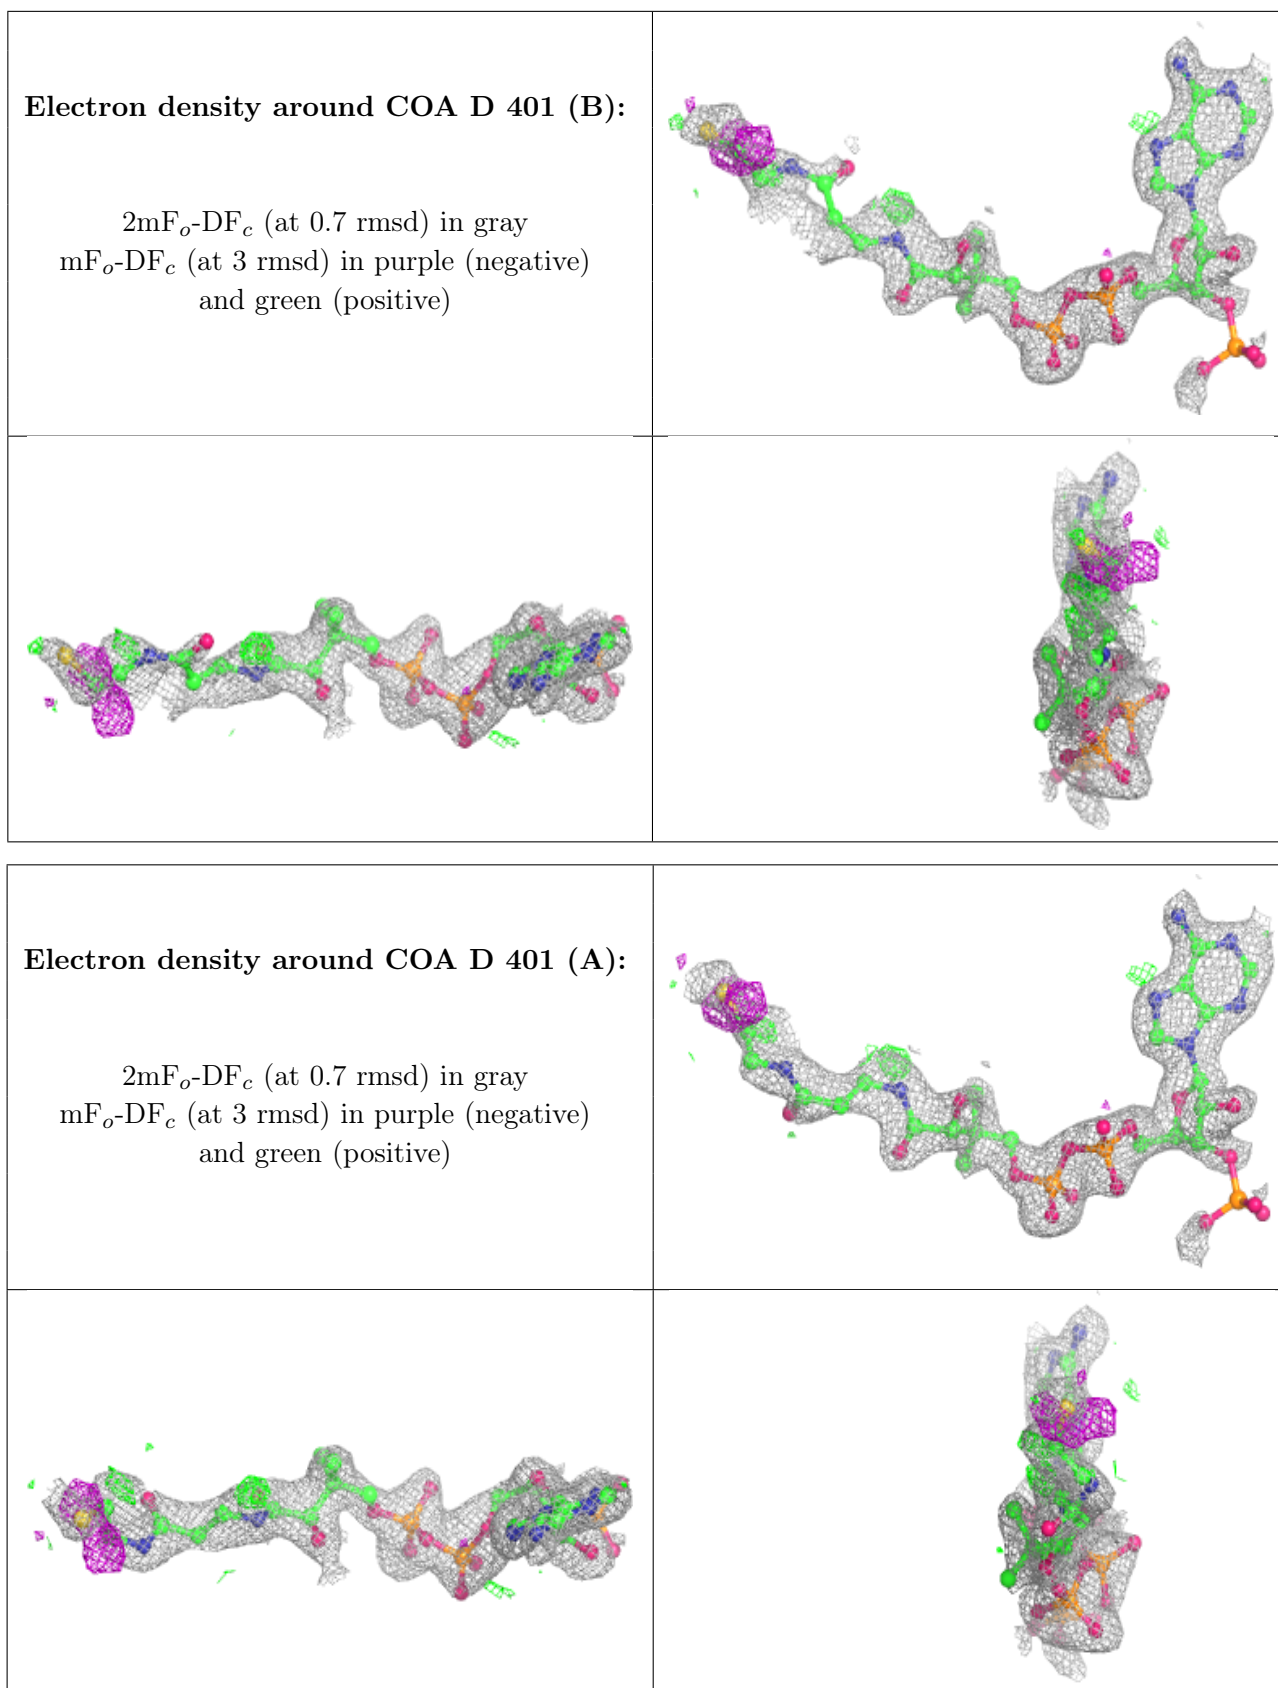 Electron density around COA D 401 (B):
2mFₒ-DF𝒸 (at 0.7 rmsd) in gray
mFₒ-DF𝒸 (at 3 rmsd) in purple (negative)
and green (positive)
Electron density around COA D 401 (A):
2mFₒ-DF𝒸 (at 0.7 rmsd) in gray
mFₒ-DF𝒸 (at 3 rmsd) in purple (negative)
and green (positive)